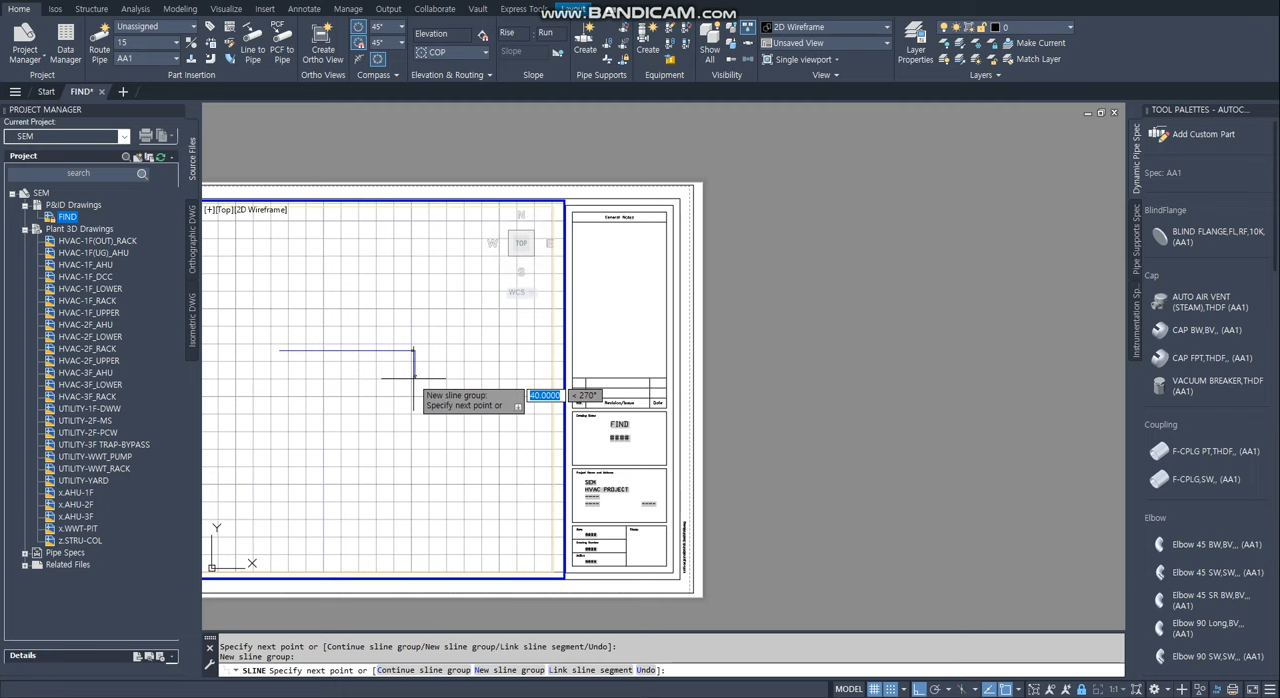 www.BANDICAM.com
Home Isos Structure Analysis Modeling Visualize Insert Annotate Manage Output Collaborate Vault Express Tools Layout
Project Manager Data Manager
Project
Route Pipe
Unassigned
15
AA1
Line to Pipe
PCF to Pipe
Part Insertion
Create Ortho View
Ortho Views
45°
45°
Compass
Elevation
COP
Elevation & Routing
Rise Run
Slope
Slope
Create
Pipe Supports
Create
Equipment
Show All
Visibility
2D Wireframe
Unsaved View
Single viewport
View
Layer Properties
0
Make Current
Match Layer
Layers
Start FIND*
PROJECT MANAGER
Current Project:
SEM
Project
search
SEM
P&ID Drawings
FIND
Plant 3D Drawings
HVAC-1F(OUT)_RACK
HVAC-1F(UG)_AHU
HVAC-1F_AHU
HVAC-1F_DCC
HVAC-1F_LOWER
HVAC-1F_RACK
HVAC-1F_UPPER
HVAC-2F_AHU
HVAC-2F_LOWER
HVAC-2F_RACK
HVAC-2F_UPPER
HVAC-3F_AHU
HVAC-3F_LOWER
HVAC-3F_RACK
UTILITY-1F-DWW
UTILITY-2F-MS
UTILITY-2F-PCW
UTILITY-3F TRAP-BYPASS
UTILITY-WWT_PUMP
UTILITY-WWT_RACK
UTILITY-YARD
x.AHU-1F
x.AHU-2F
x.AHU-3F
x.WWT-PIT
z.STRU-COL
Pipe Specs
Related Files
Details
Source Files
Orthographic DWG
Isometric DWG
[+][Top][2D Wireframe]
N
W TOP E
S
WCS
New sline group:
Specify next point or
40.0000 < 270°
Y
X
General Notes
No. Revision/Issue Date
FIND
####
SEM
HVAC PROJECT
----
---- ----
####
####
####
Specify next point or [Continue sline group/New sline group/Link sline segment/Undo]:
New sline group:
SLINE Specify next point or [Continue sline group New sline group Link sline segment Undo]:
MODEL 1:1
TOOL PALETTES - AUTOC...
Dynamic Pipe Spec
Pipe Supports Spec
Instrumentation Sp...
Add Custom Part
Spec: AA1
BlindFlange
BLIND FLANGE,FL,RF,10K, (AA1)
Cap
AUTO AIR VENT (STEAM),THDF (AA1)
CAP BW,BV,, (AA1)
CAP FPT,THDF,, (AA1)
VACUUM BREAKER,THDF (AA1)
Coupling
F-CPLG PT,THDF,, (AA1)
F-CPLG,SW,, (AA1)
Elbow
Elbow 45 BW,BV,,, (AA1)
Elbow 45 SW,SW,,, (AA1)
Elbow 45 SR BW,BV,,, (AA1)
Elbow 90 Long,BV,,, (AA1)
Elbow 90 SW,SW,,, (AA1)